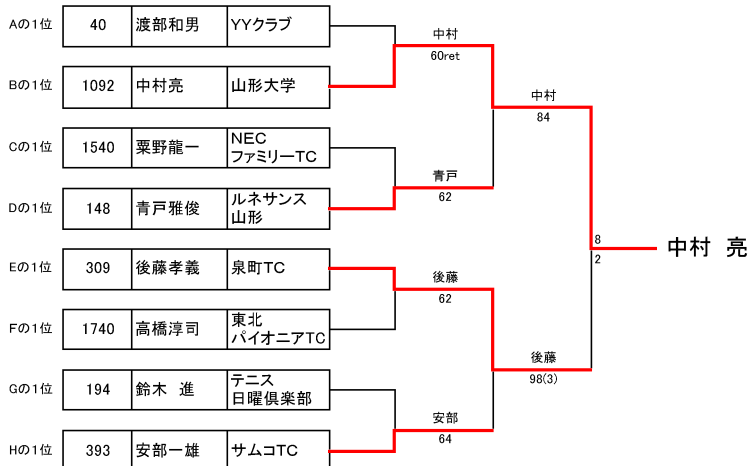 Aの1位 40 渡部和男 YYクラブ
中村
60ret
Bの1位 1092 中村亮 山形大学
中村
84
Cの1位 1540 粟野龍一 NEC
ファミリーTC
青戸
62
Dの1位 148 青戸雅俊 ルネサンス
山形
8
2
中村 亮
Eの1位 309 後藤孝義 泉町TC
後藤
62
Fの1位 1740 高橋淳司 東北
パイオニアTC
後藤
98(3)
Gの1位 194 鈴木 進 テニス
日曜倶楽部
安部
64
Hの1位 393 安部一雄 サムコTC